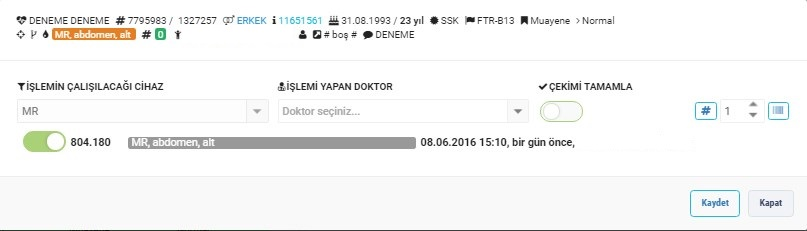 DENEME DENEME # 7795983 / 1327257 ERKEK 11651561 31.08.1993 / 23 yıl SSK FTR-B13 Muayene > Normal
MR, abdomen, alt # 0 # boş # DENEME
İŞLEMİN ÇALIŞILACAĞI CİHAZ İŞLEMİ YAPAN DOKTOR ÇEKİMİ TAMAMLA
MR Doktor seçiniz... # 1
804.180 MR, abdomen, alt 08.06.2016 15:10, bir gün önce,
Kaydet Kapat